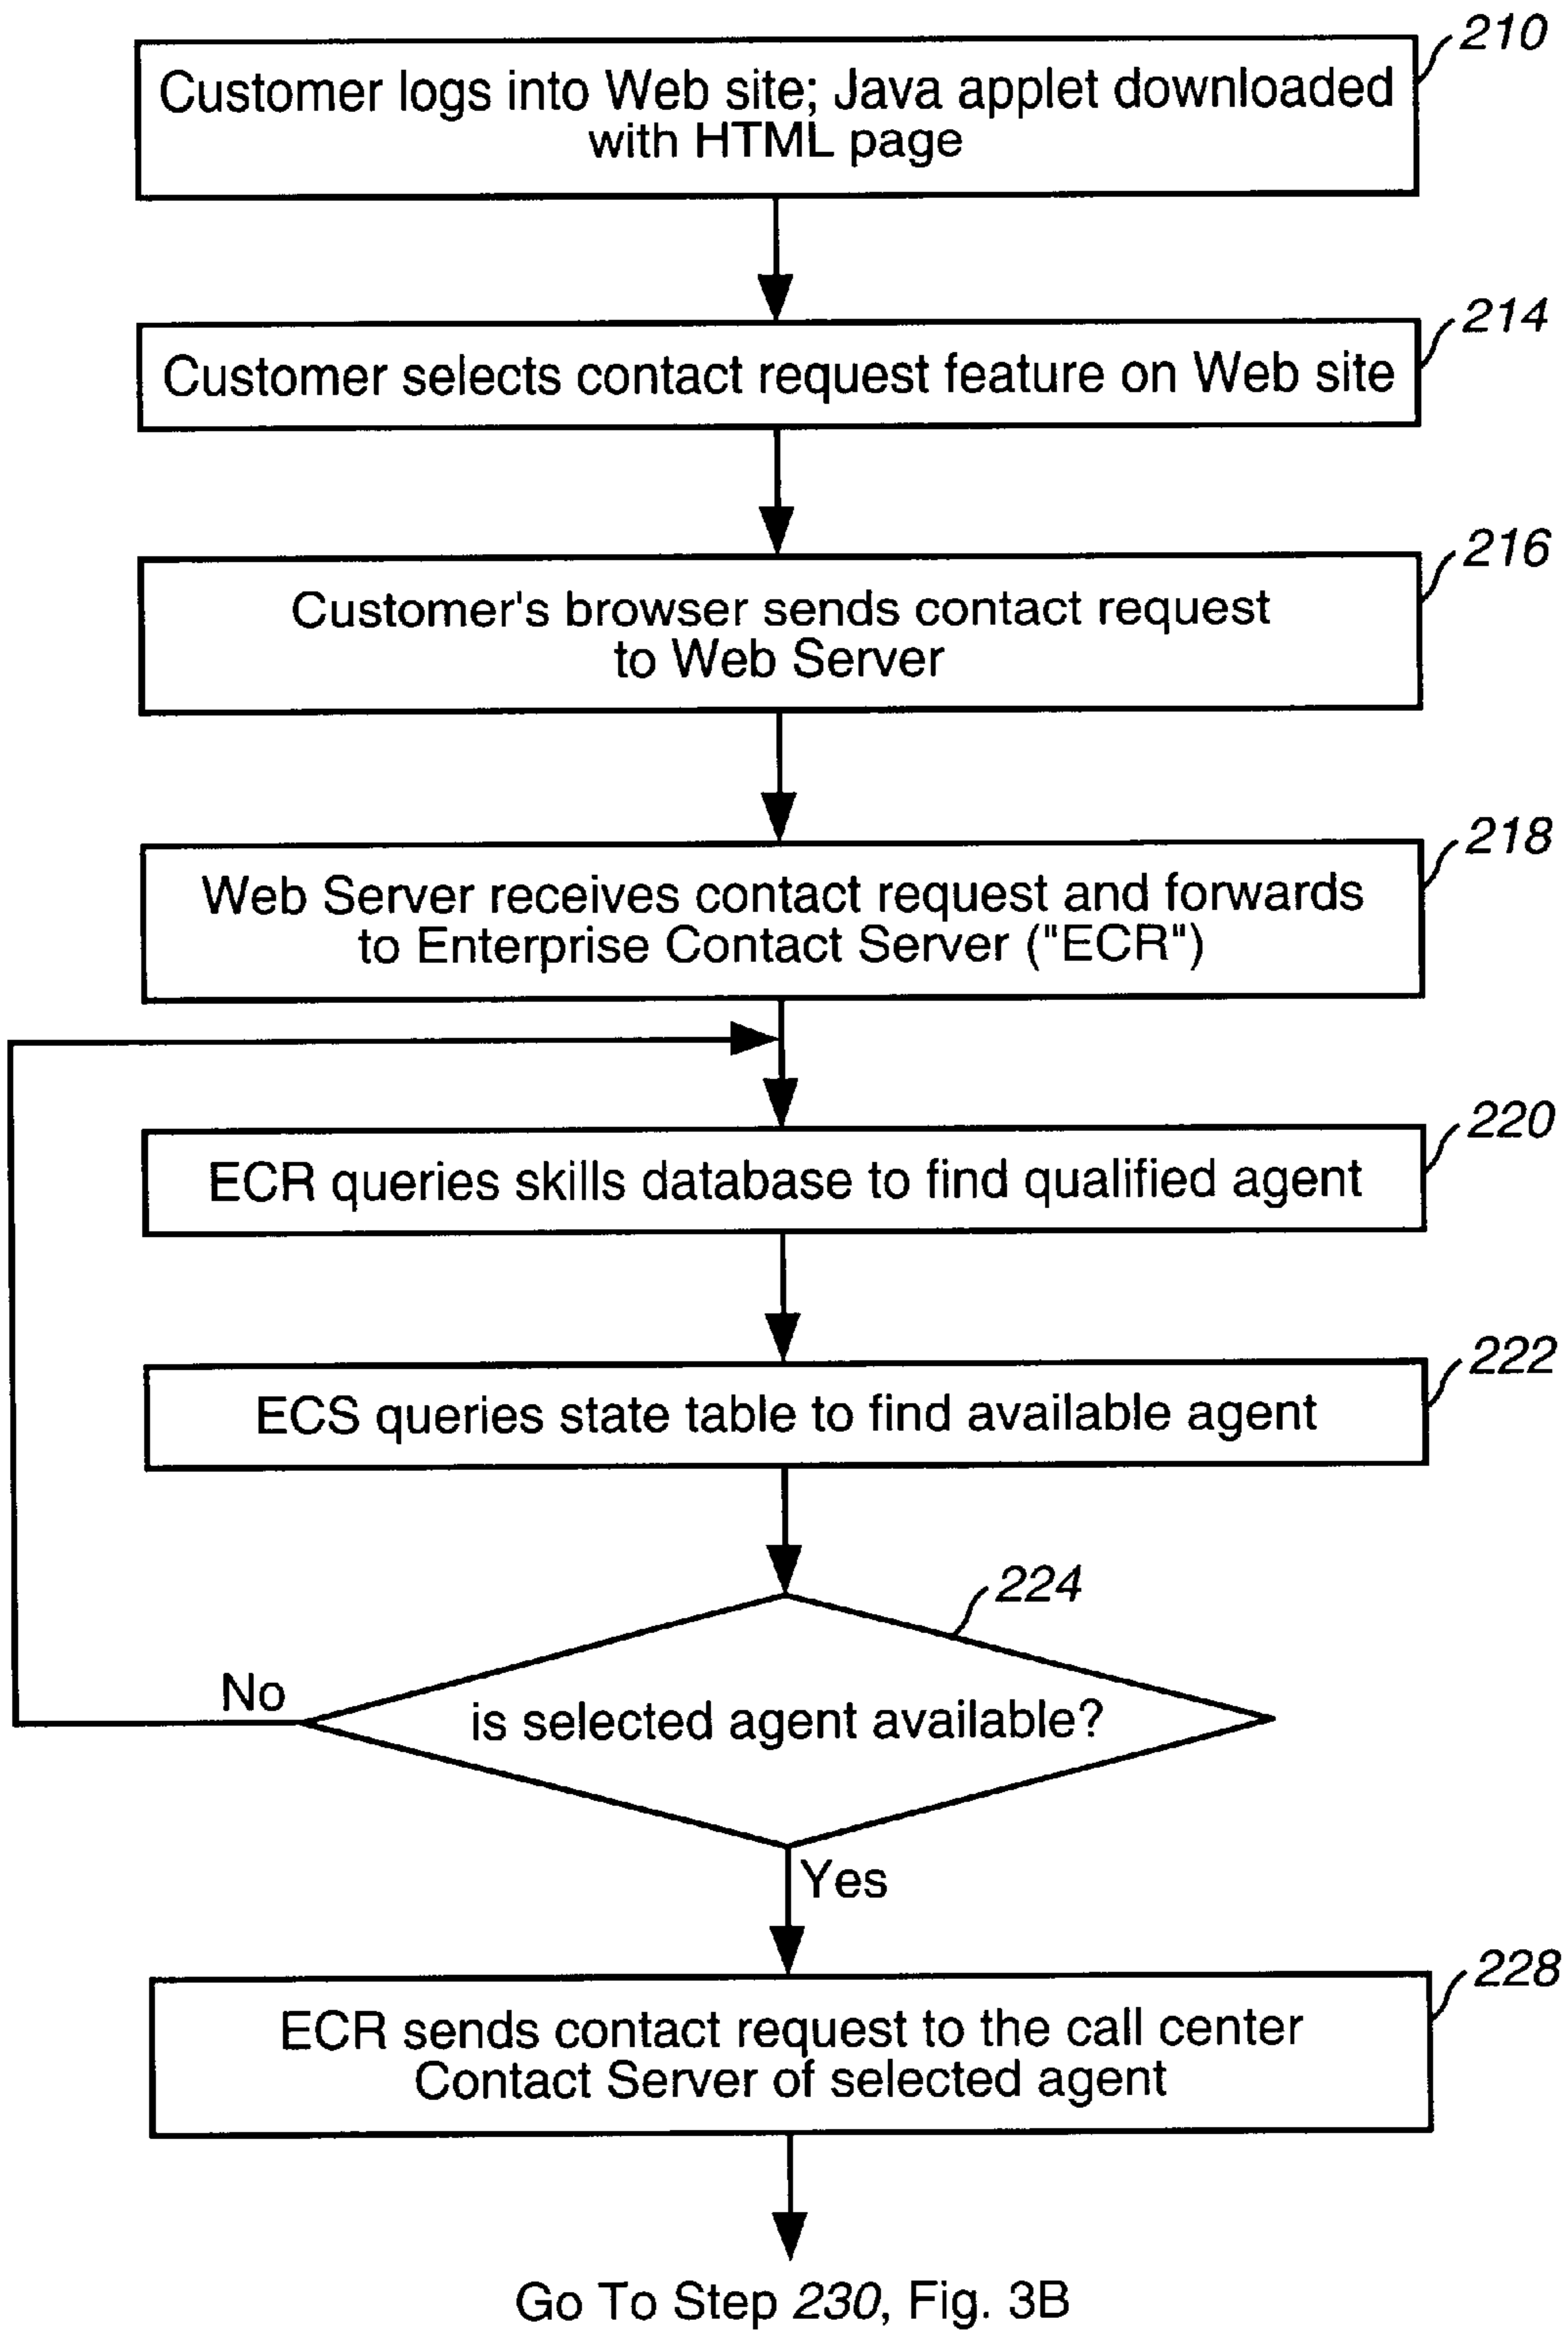 210
Customer logs into Web site; Java applet downloaded
with HTML page
214
Customer selects contact request feature on Web site
216
Customer's browser sends contact request
to Web Server
218
Web Server receives contact request and forwards
to Enterprise Contact Server ("ECR")
220
ECR queries skills database to find qualified agent
222
ECS queries state table to find available agent
224
No
is selected agent available?
Yes
228
ECR sends contact request to the call center
Contact Server of selected agent
Go To Step 230, Fig. 3B